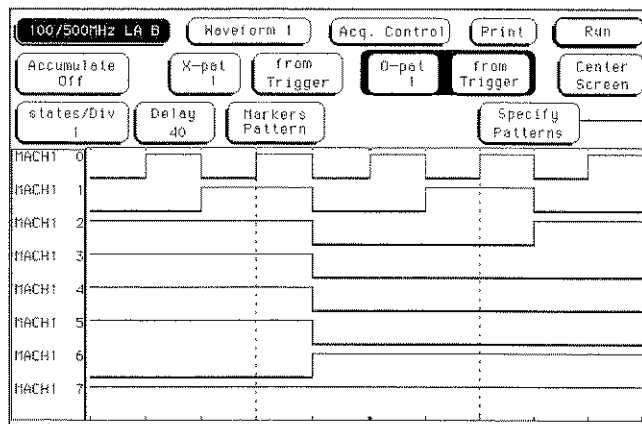 100/500MHz LA B Waveform 1 Acq. Control Print Run
Accumulate Off X-pat 1 from Trigger O-pat 1 from Trigger Center Screen
states/Div 1 Delay 40 Markers Pattern Specify Patterns
MACH1 0
MACH1 1
MACH1 2
MACH1 3
MACH1 4
MACH1 5
MACH1 6
MACH1 7